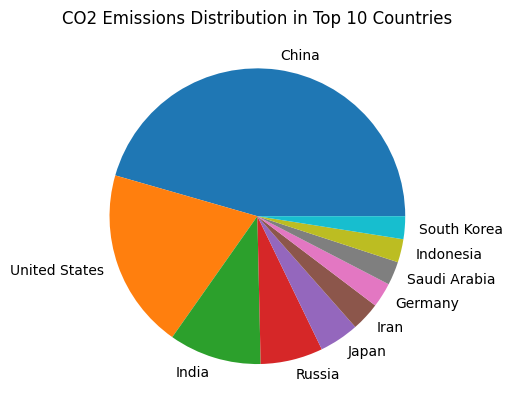 CO2 Emissions Distribution in Top 10 Countries
China
United States
India
Russia
Japan
Iran
Germany
Saudi Arabia
Indonesia
South Korea